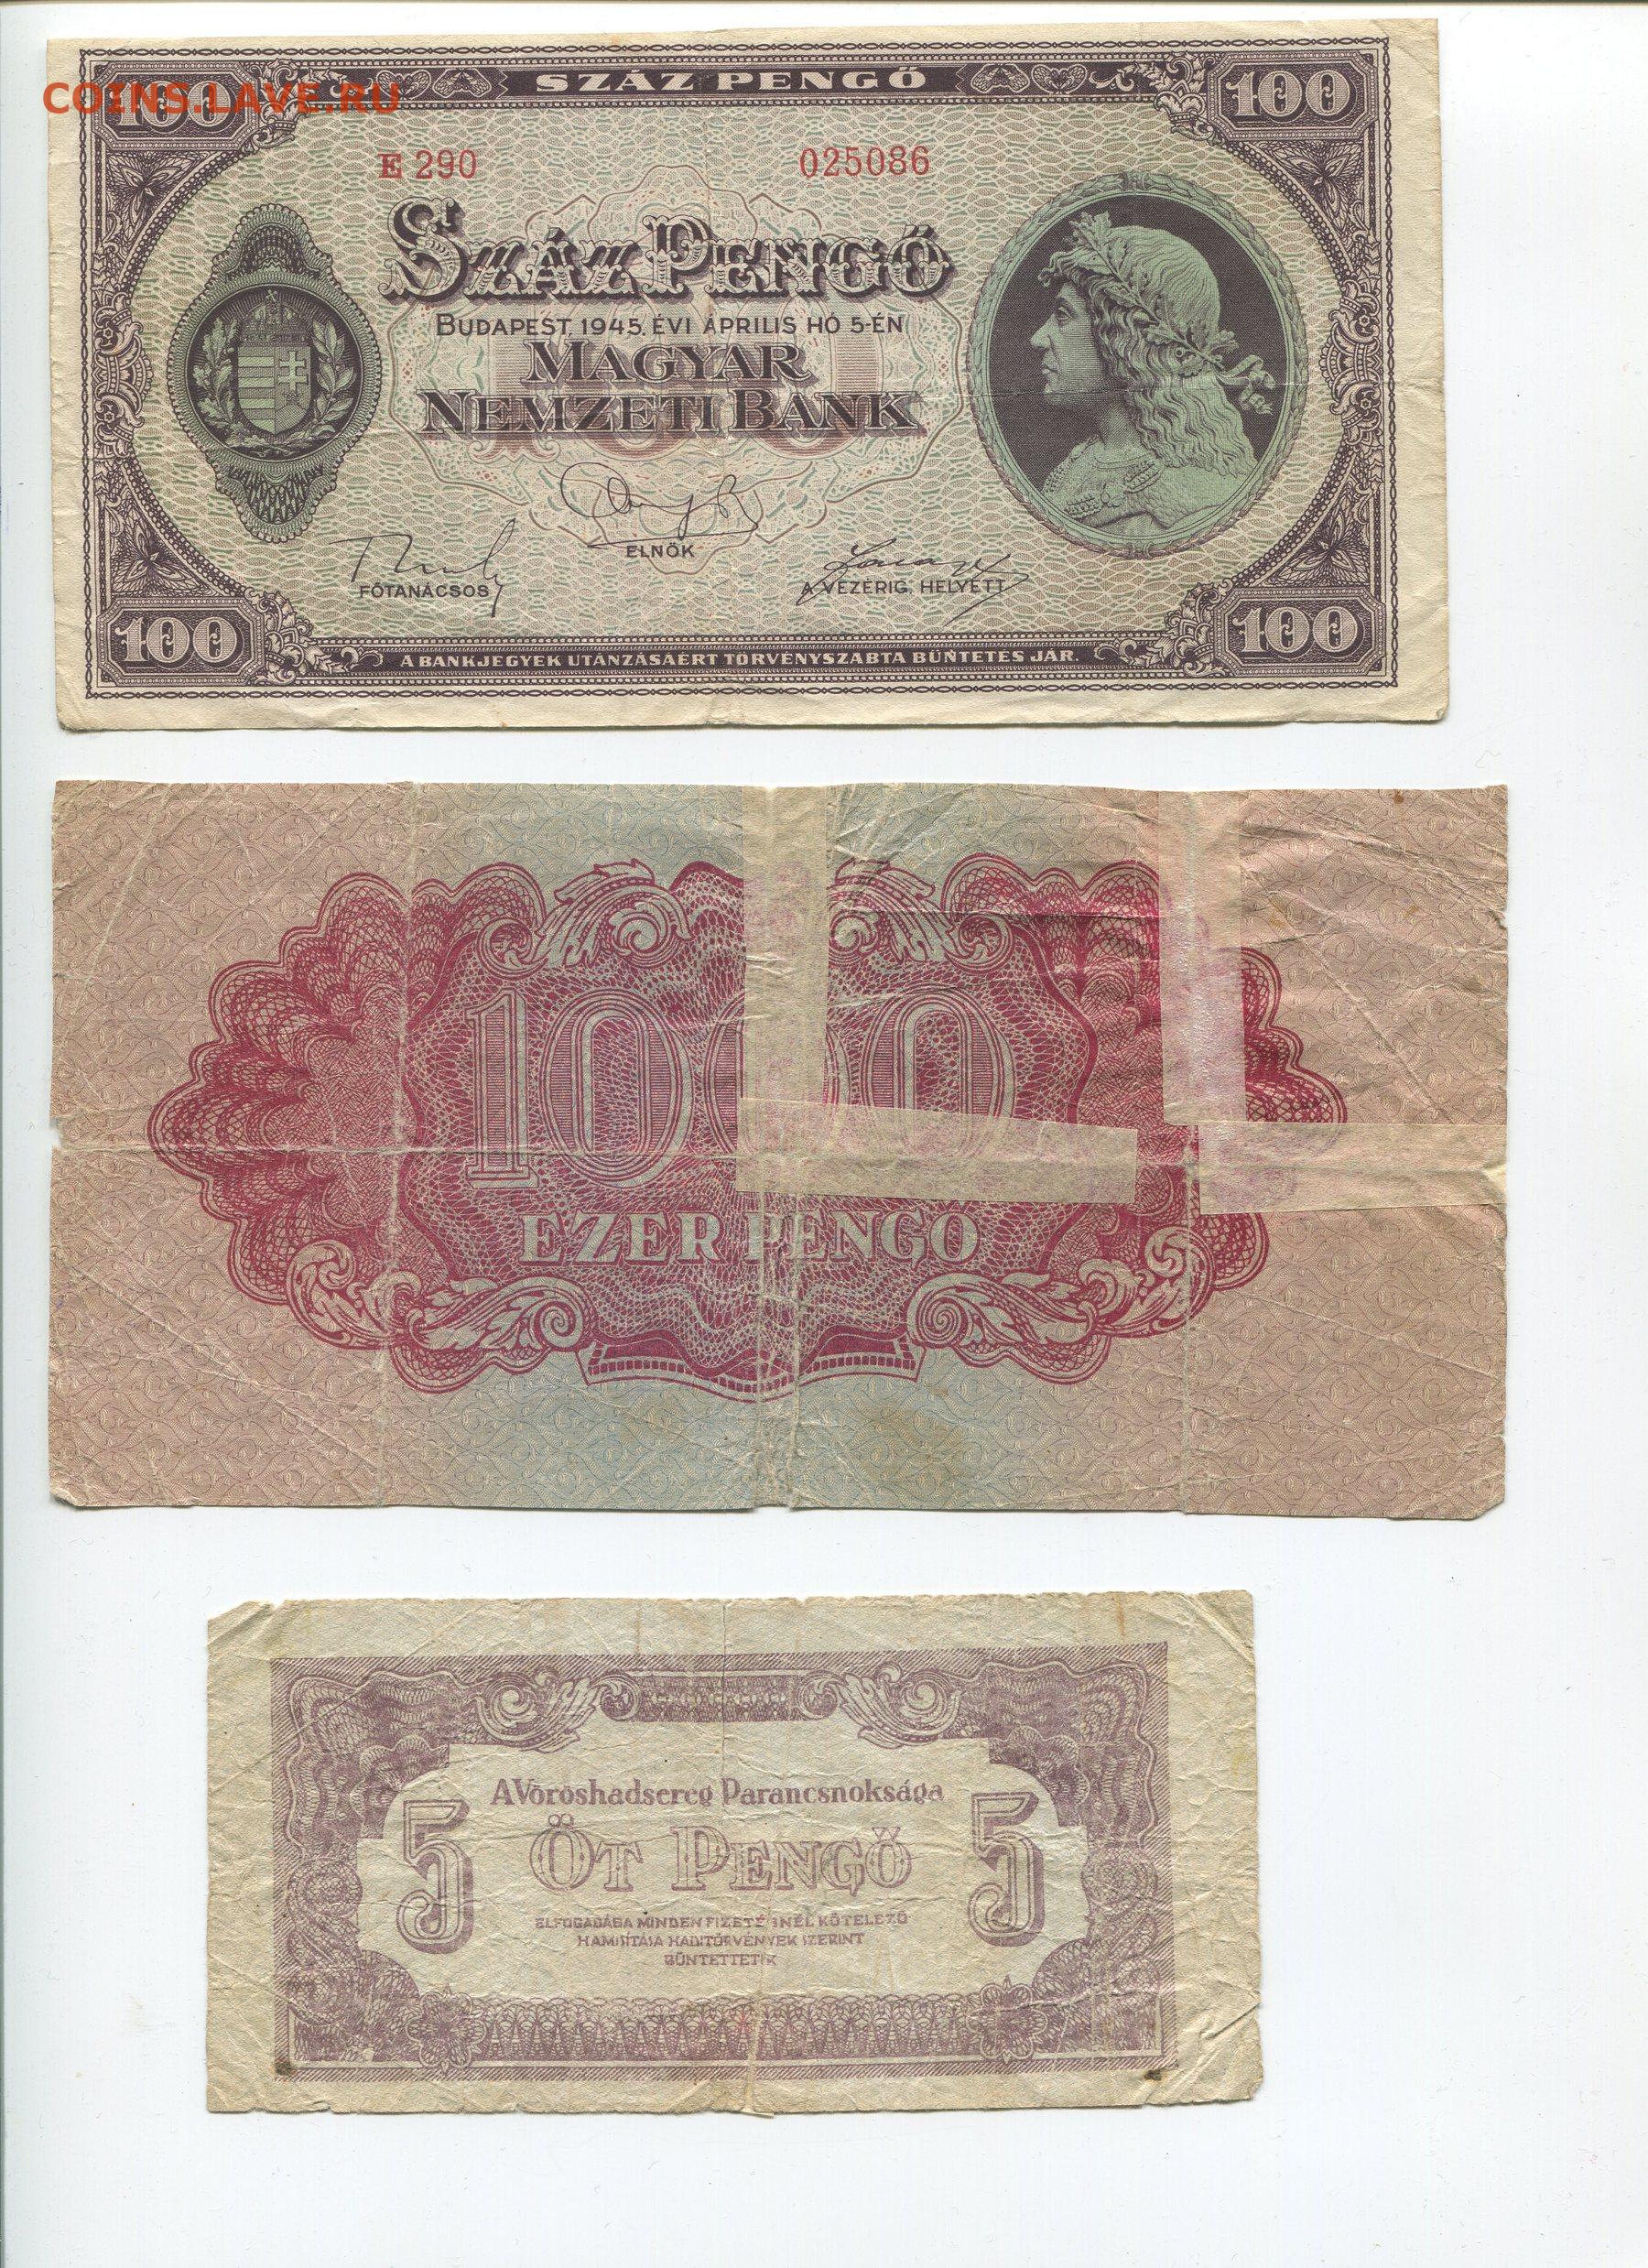 COINS.LAVE.RU
100 SZÁZ PENGŐ 100
E 290 025086
SZÁZ PENGŐ
BUDAPEST, 1945. ÉVI ÁPRILIS HÓ 5-ÉN
MAGYAR
NEMZETI BANK
100
ELNÖK
FŐTANÁCSOS A VEZÉRIG. HELYETT
100 100
A BANKJEGYEK UTÁNZÁSÁÉRT TÖRVÉNYSZABTA BÜNTETÉS JÁR.
1000
EZER PENGŐ
A Vöröshadsereg Parancsnoksága
5 ÖT PENGŐ 5
ELFOGADÁSA MINDEN FIZETÉSNÉL KÖTELEZŐ
HAMISITÁSA HADITÖRVÉNYEK SZERINT
BÜNTETTETIK